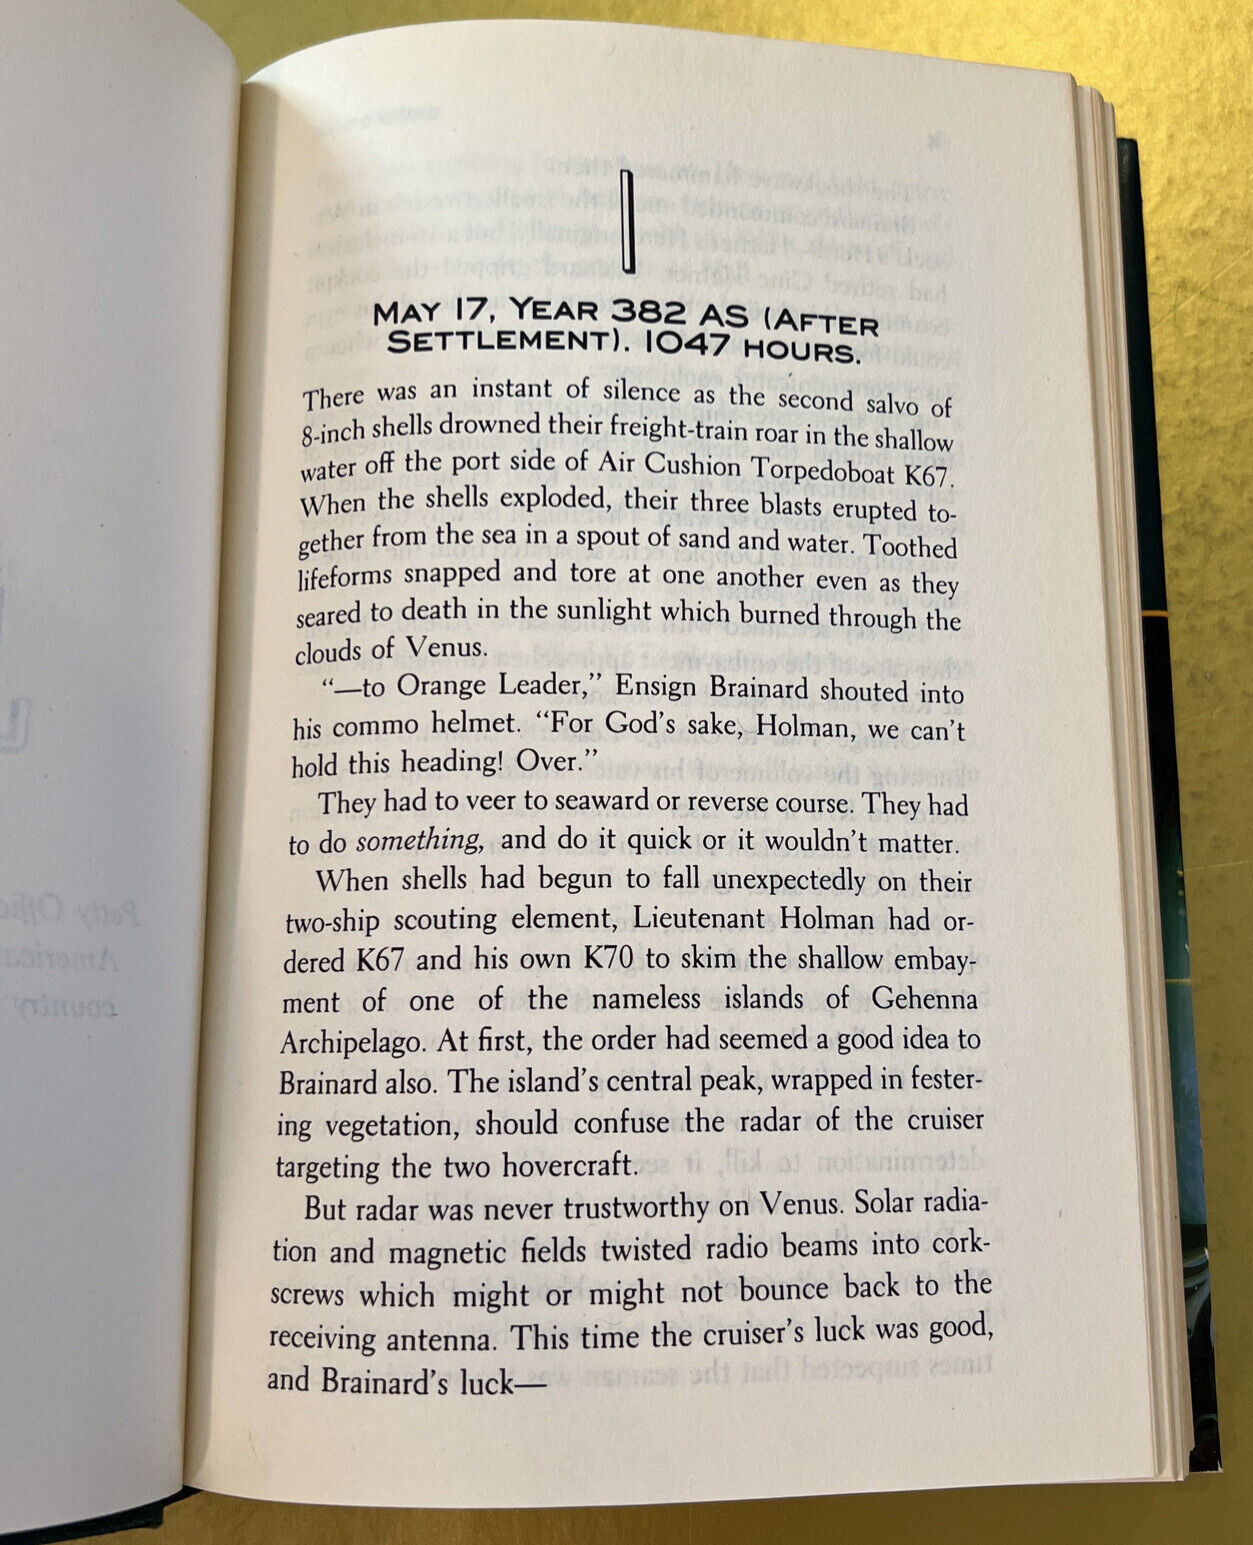 1
MAY 17, YEAR 382 AS (AFTER
SETTLEMENT). 1047 HOURS.
There was an instant of silence as the second salvo of
8-inch shells drowned their freight-train roar in the shallow
water off the port side of Air Cushion Torpedoboat K67.
When the shells exploded, their three blasts erupted to-
gether from the sea in a spout of sand and water. Toothed
lifeforms snapped and tore at one another even as they
seared to death in the sunlight which burned through the
clouds of Venus.
“—to Orange Leader,” Ensign Brainard shouted into
his commo helmet. “For God’s sake, Holman, we can’t
hold this heading! Over.”
They had to veer to seaward or reverse course. They had
to do something, and do it quick or it wouldn’t matter.
When shells had begun to fall unexpectedly on their
two-ship scouting element, Lieutenant Holman had or-
dered K67 and his own K70 to skim the shallow embay-
ment of one of the nameless islands of Gehenna
Archipelago. At first, the order had seemed a good idea to
Brainard also. The island’s central peak, wrapped in fester-
ing vegetation, should confuse the radar of the cruiser
targeting the two hovercraft.
But radar was never trustworthy on Venus. Solar radia-
tion and magnetic fields twisted radio beams into cork-
screws which might or might not bounce back to the
receiving antenna. This time the cruiser’s luck was good,
and Brainard’s luck—